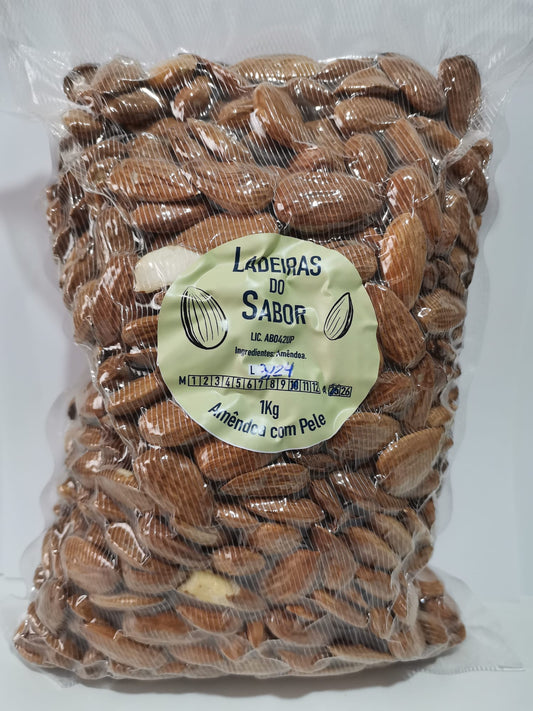 LADEIRAS
DO
SABOR
LIC. AB042UP
Ingredientes: Amêndoa.
L 3/24
M 1 2 3 4 5 6 7 8 9 10 11 12 A 25 26
1Kg
Amêndoa com Pele